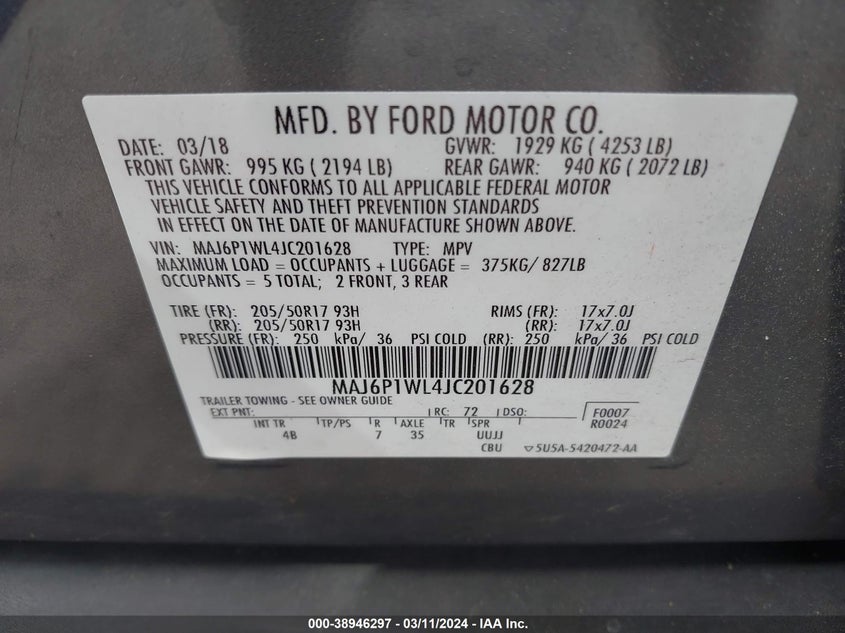 MFD. BY FORD MOTOR CO.
DATE: 03/18 GVWR: 1929 KG ( 4253 LB)
FRONT GAWR: 995 KG ( 2194 LB) REAR GAWR: 940 KG ( 2072 LB)
THIS VEHICLE CONFORMS TO ALL APPLICABLE FEDERAL MOTOR
VEHICLE SAFETY AND THEFT PREVENTION STANDARDS
IN EFFECT ON THE DATE OF MANUFACTURE SHOWN ABOVE.
VIN: MAJ6P1WL4JC201628 TYPE: MPV
MAXIMUM LOAD = OCCUPANTS + LUGGAGE = 375KG/ 827LB
OCCUPANTS = 5 TOTAL; 2 FRONT, 3 REAR
TIRE (FR): 205/50R17 93H RIMS (FR): 17x7.0J
(RR): 205/50R17 93H (RR): 17x7.0J
PRESSURE (FR): 250 kPa/ 36 PSI COLD (RR): 250 kPa/ 36 PSI COLD
MAJ6P1WL4JC201628
TRAILER TOWING - SEE OWNER GUIDE
EXT PNT: RC: 72 DSO: F0007
INT TR TP/PS R AXLE TR SPR R0024
4B 7 35 UUJJ
CBU ▽5U5A-5420472-AA
000-38946297 - 03/11/2024 - IAA Inc.